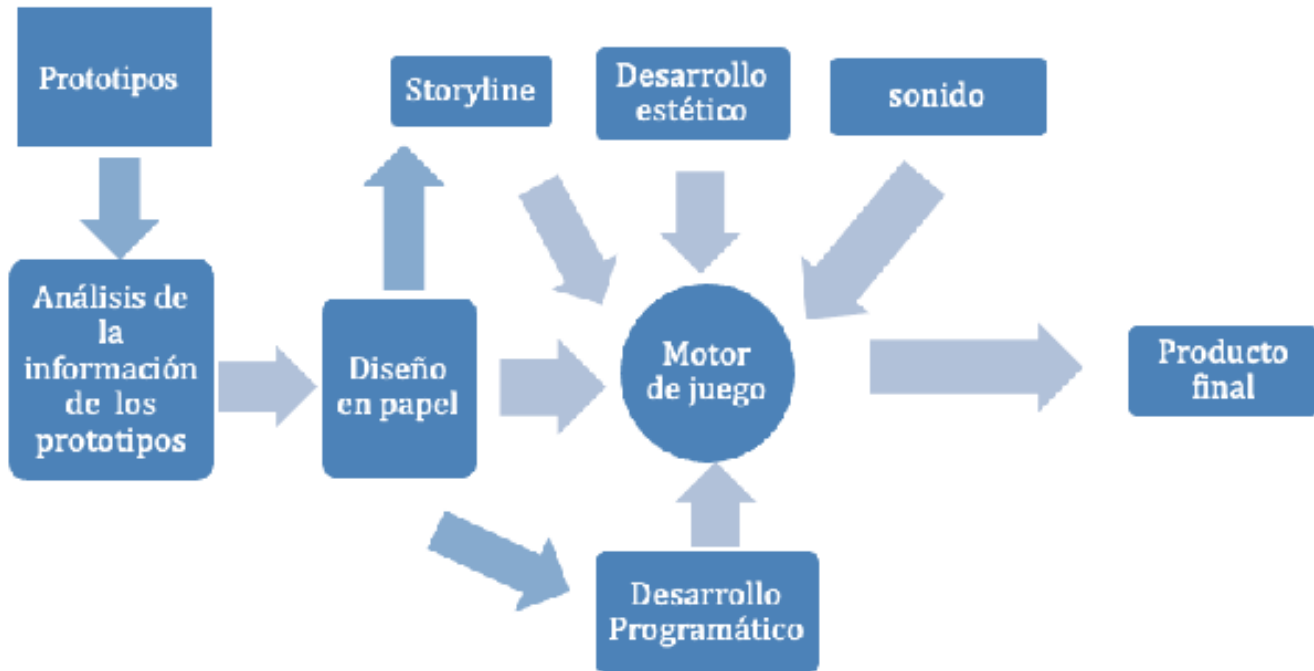 Prototipos
Storyline
Desarrollo
estético
sonido
Análisis de
la
información
de los
prototipos
Diseño
en papel
Motor
de juego
Producto
final
Desarrollo
Programático